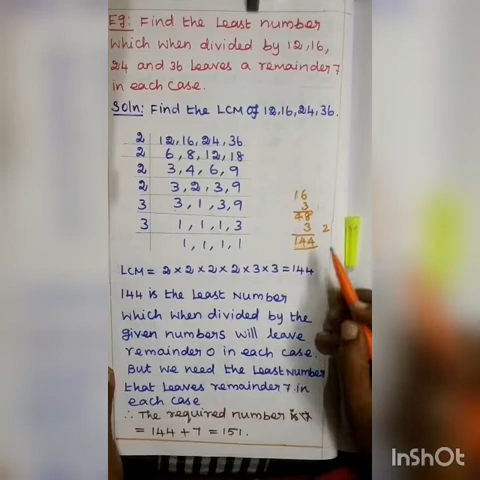 Eg: Find the Least number
which when divided by 12,16,
24 and 36 leaves a remainder 7
in each case.
Soln: Find the LCM of 12,16,24,36.
2 | 12,16,24,36
2 | 6,8,12,18
2 | 3,4,6,9
2 | 3,2,3,9
3 | 3,1,3,9
3 | 1,1,1,3
1,1,1,1
16
3
48
3 2
144
LCM = 2×2×2×2×3×3=144
144 is the Least Number
which when divided by the
given numbers will leave
remainder 0 in each case.
But we need the Least Number
that leaves remainder 7 in
each case
∴ The required number is
= 144 + 7 = 151.
InShOt